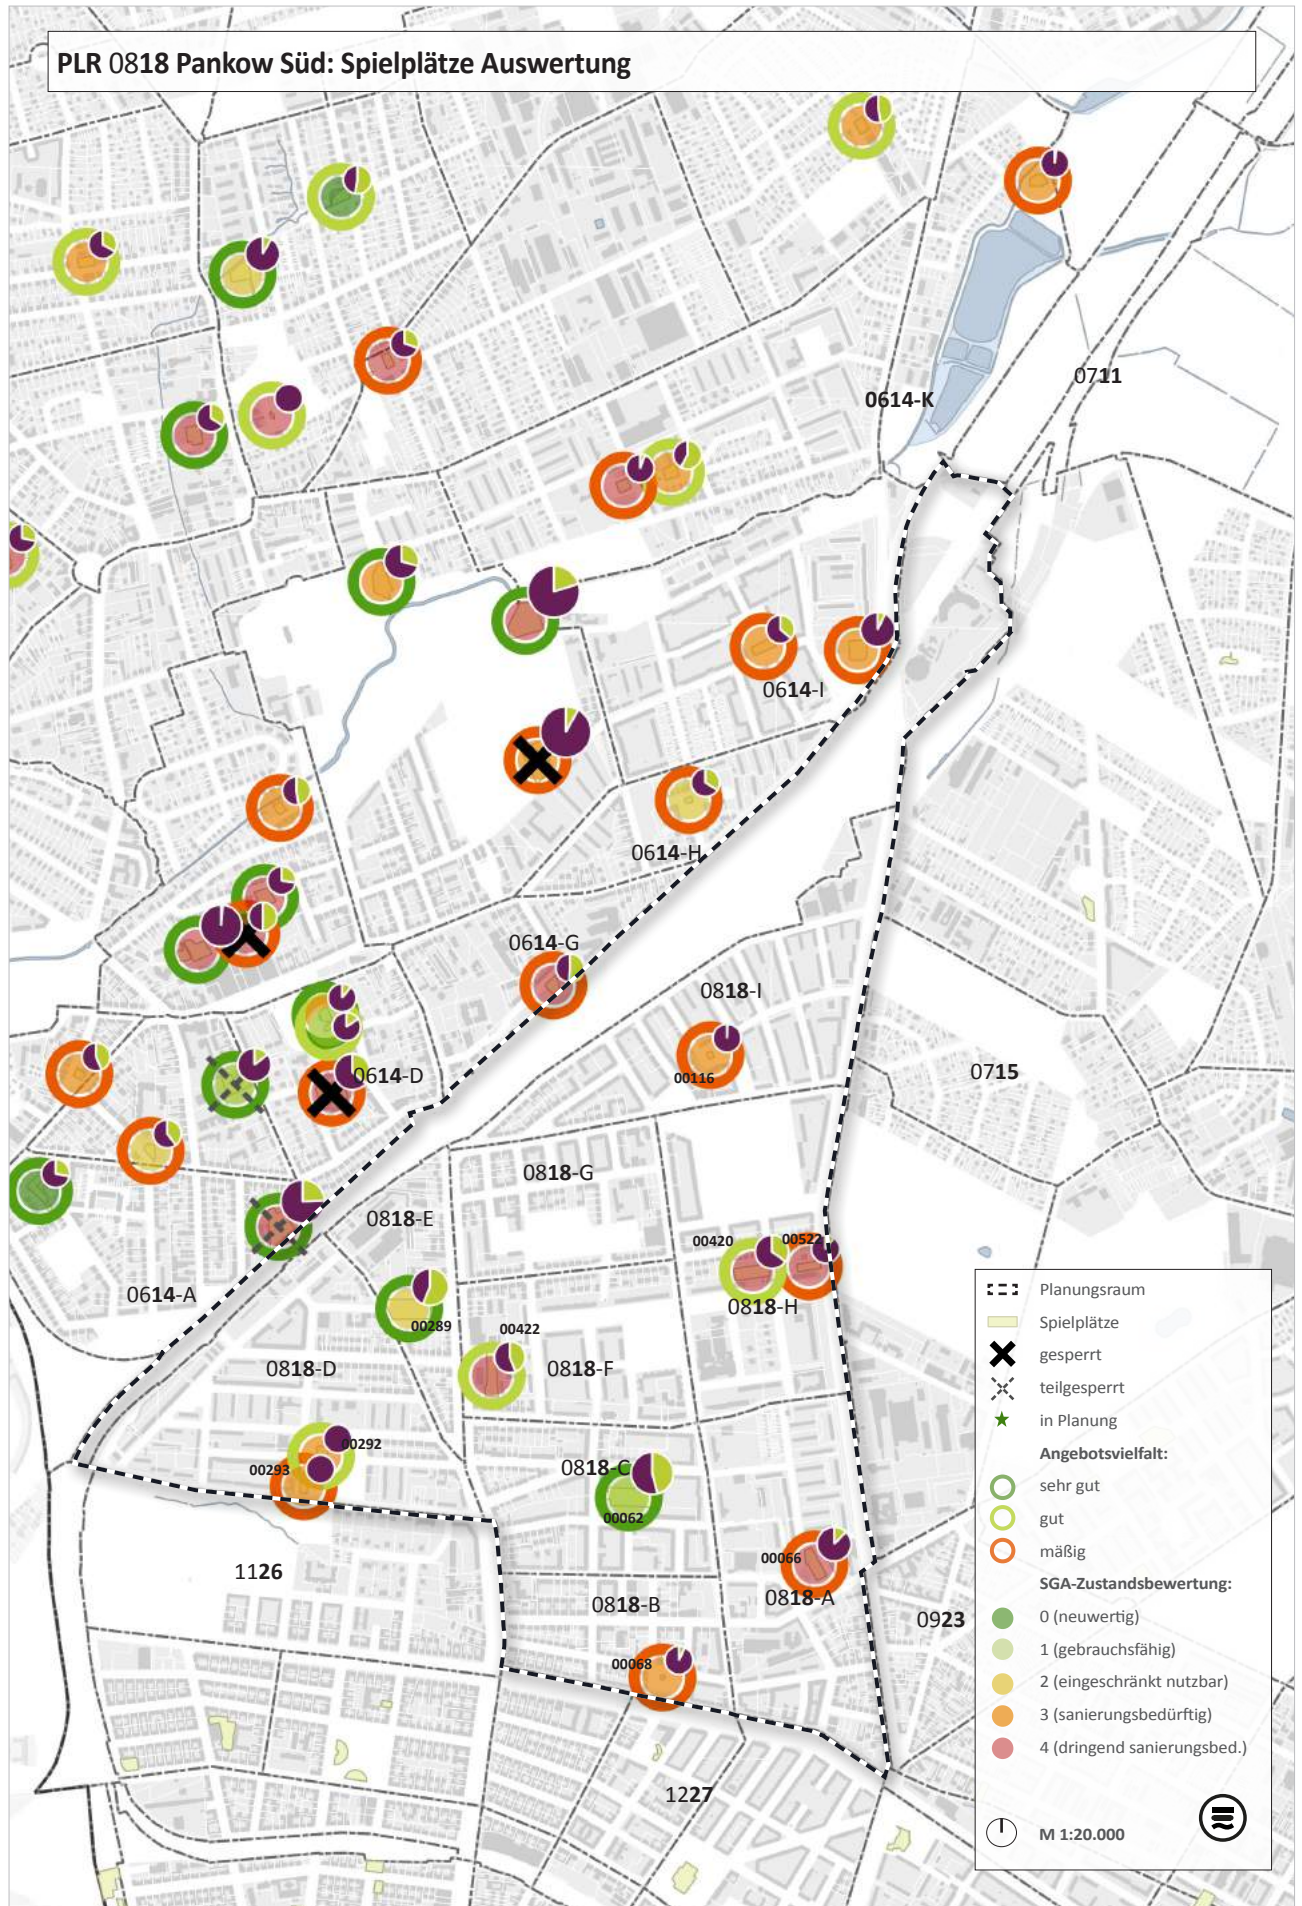 PLR 0818 Pankow Süd: Spielplätze Auswertung
0711
0614-K
0614-I
0614-H
0614-G
0818-I
00116
0614-D
0715
0818-G
0818-E
00420
00522
0614-A
0818-H
00289
00422
0818-D
0818-F
00292
00293
0818-C
00062
00066
1126
0818-B
0818-A
0923
00068
1227
Planungsraum
Spielplätze
gesperrt
teilgesperrt
in Planung
Angebotsvielfalt:
sehr gut
gut
mäßig
SGA-Zustandsbewertung:
0 (neuwertig)
1 (gebrauchsfähig)
2 (eingeschränkt nutzbar)
3 (sanierungsbedürftig)
4 (dringend sanierungsbed.)
M 1:20.000